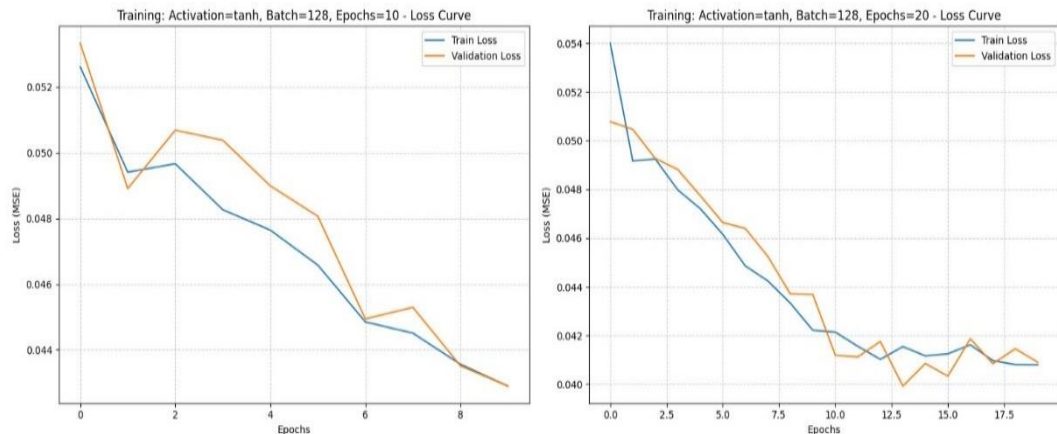 Training: Activation=tanh, Batch=128, Epochs=10 - Loss Curve
Train Loss
Validation Loss
0.052
0.050
0.048
0.046
0.044
Loss (MSE)
0
2
4
6
8
Epochs
Training: Activation=tanh, Batch=128, Epochs=20 - Loss Curve
Train Loss
Validation Loss
0.054
0.052
0.050
0.048
0.046
0.044
0.042
0.040
Loss (MSE)
0.0
2.5
5.0
7.5
10.0
12.5
15.0
17.5
Epochs